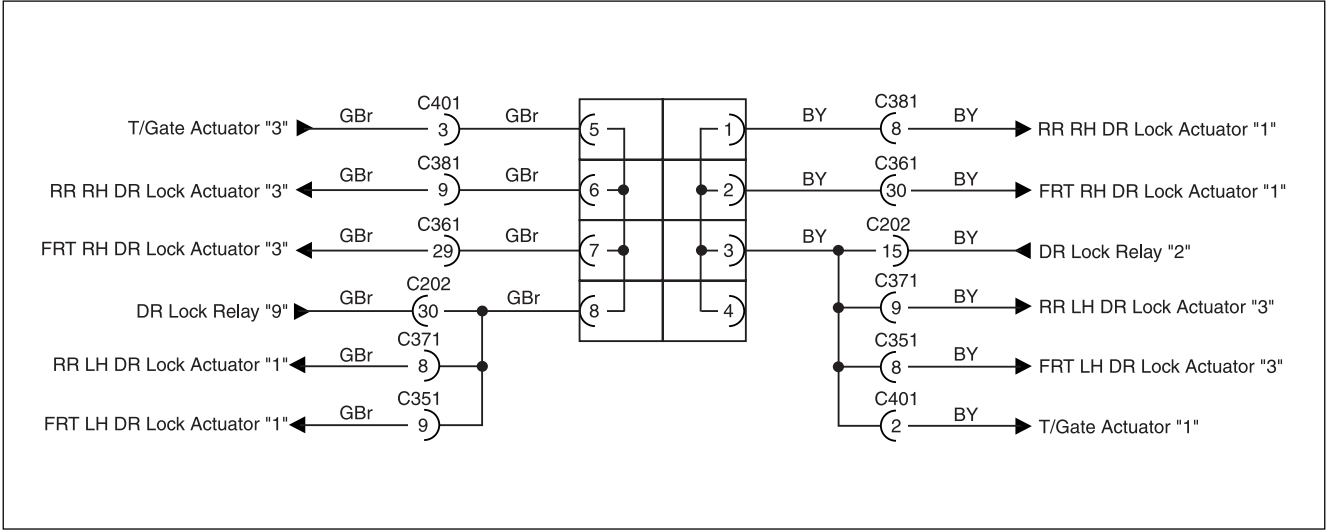 T/Gate Actuator "3" GBr C401 3 GBr 5 1 BY C381 8 BY RR RH DR Lock Actuator "1"
RR RH DR Lock Actuator "3" GBr C381 9 GBr 6 2 BY C361 30 BY FRT RH DR Lock Actuator "1"
FRT RH DR Lock Actuator "3" GBr C361 29 GBr 7 3 BY C202 15 BY DR Lock Relay "2"
DR Lock Relay "9" GBr C202 30 GBr 8 4 C371 9 BY RR LH DR Lock Actuator "3"
RR LH DR Lock Actuator "1" GBr C371 8 C351 8 BY FRT LH DR Lock Actuator "3"
FRT LH DR Lock Actuator "1" GBr C351 9 C401 2 BY T/Gate Actuator "1"